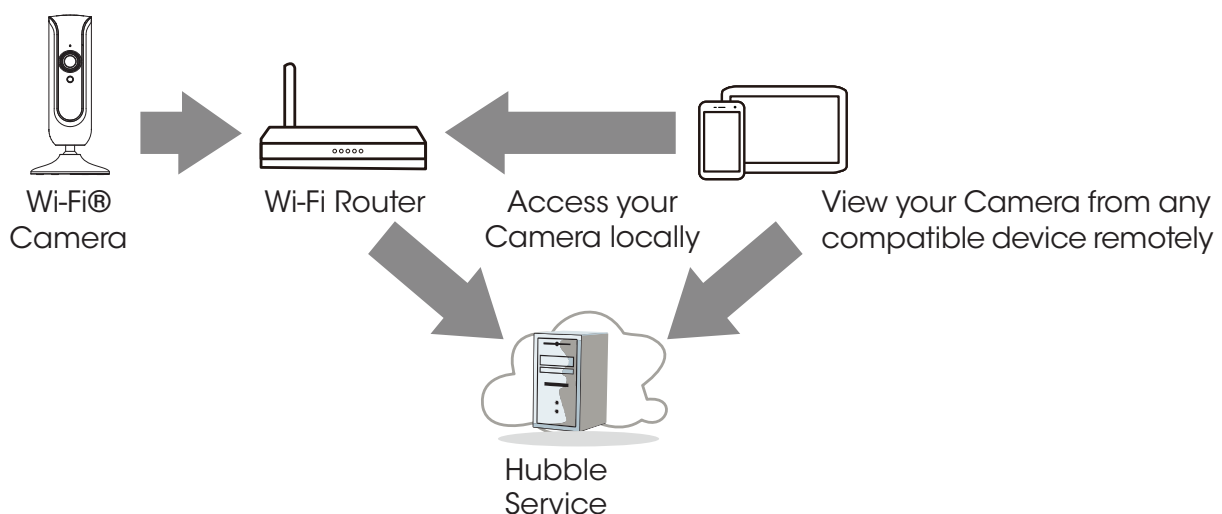 Wi-Fi®
Camera
Wi-Fi Router
Access your
Camera locally
View your Camera from any
compatible device remotely
Hubble
Service